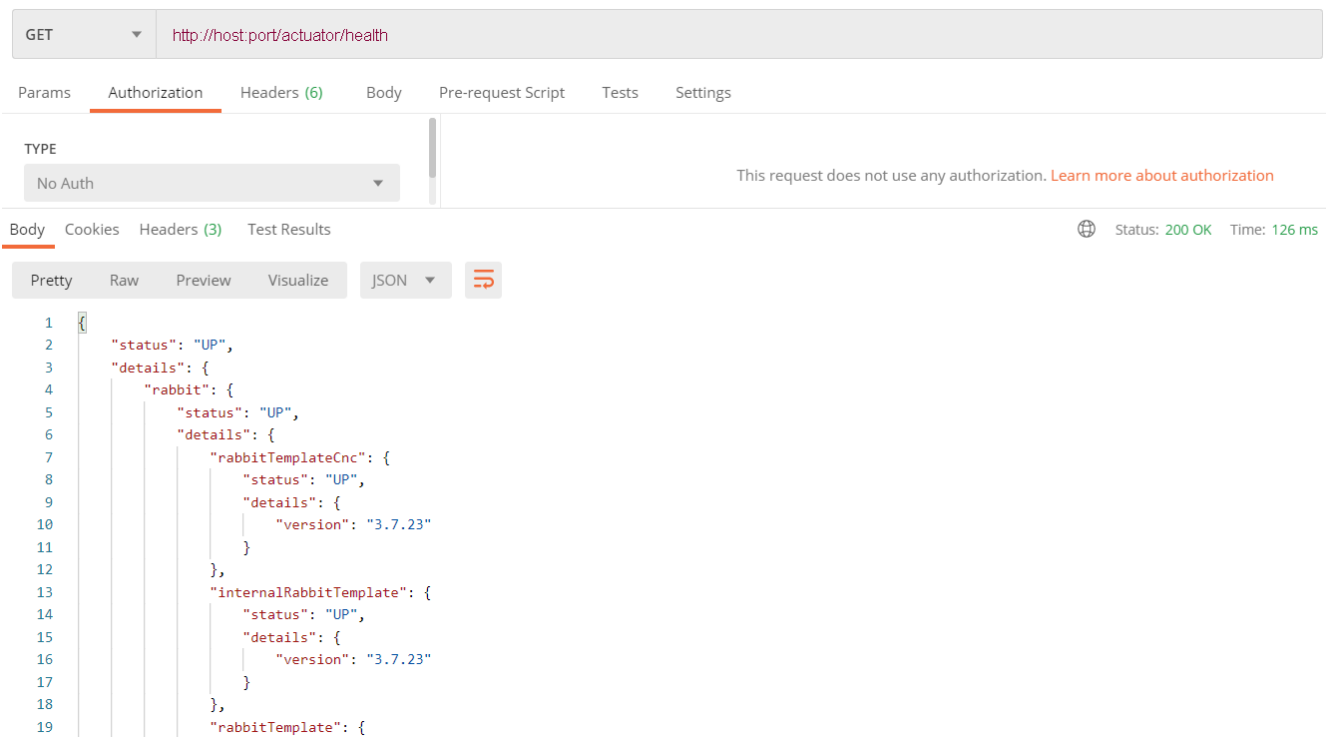 GET http://host:port/actuator/health
Params Authorization Headers (6) Body Pre-request Script Tests Settings
TYPE
No Auth
This request does not use any authorization. Learn more about authorization
Body Cookies Headers (3) Test Results Status: 200 OK Time: 126 ms
Pretty Raw Preview Visualize JSON
1 {
2 "status": "UP",
3 "details": {
4 "rabbit": {
5 "status": "UP",
6 "details": {
7 "rabbitTemplateCnc": {
8 "status": "UP",
9 "details": {
10 "version": "3.7.23"
11 }
12 },
13 "internalRabbitTemplate": {
14 "status": "UP",
15 "details": {
16 "version": "3.7.23"
17 }
18 },
19 "rabbitTemplate": {